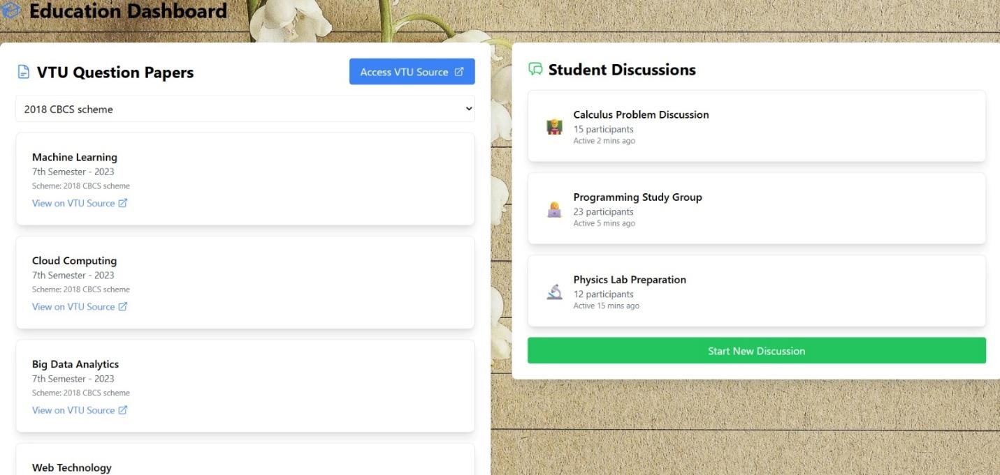 Education Dashboard
VTU Question Papers
Access VTU Source
2018 CBCS scheme
Machine Learning
7th Semester - 2023
Scheme: 2018 CBCS scheme
View on VTU Source
Cloud Computing
7th Semester - 2023
Scheme: 2018 CBCS scheme
View on VTU Source
Big Data Analytics
7th Semester - 2023
Scheme: 2018 CBCS scheme
View on VTU Source
Web Technology
Student Discussions
Calculus Problem Discussion
15 participants
Active 2 mins ago
Programming Study Group
23 participants
Active 5 mins ago
Physics Lab Preparation
12 participants
Active 15 mins ago
Start New Discussion